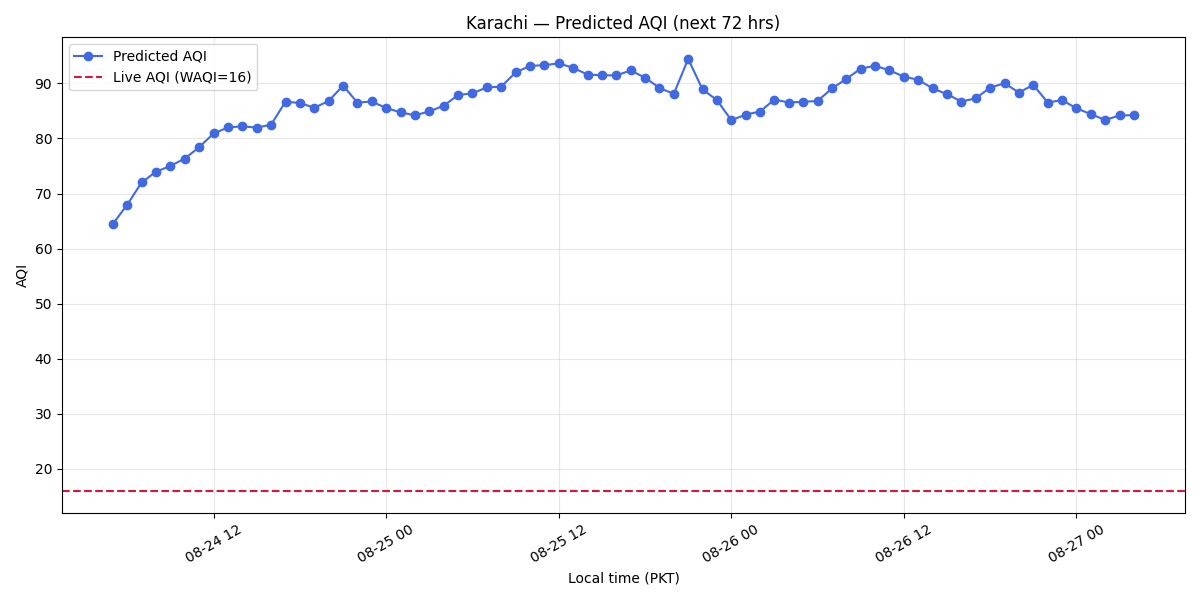 Karachi — Predicted AQI (next 72 hrs)
Predicted AQI
Live AQI (WAQI=16)
AQI
90
80
70
60
50
40
30
20
08-24 12
08-25 00
08-25 12
08-26 00
08-26 12
08-27 00
Local time (PKT)